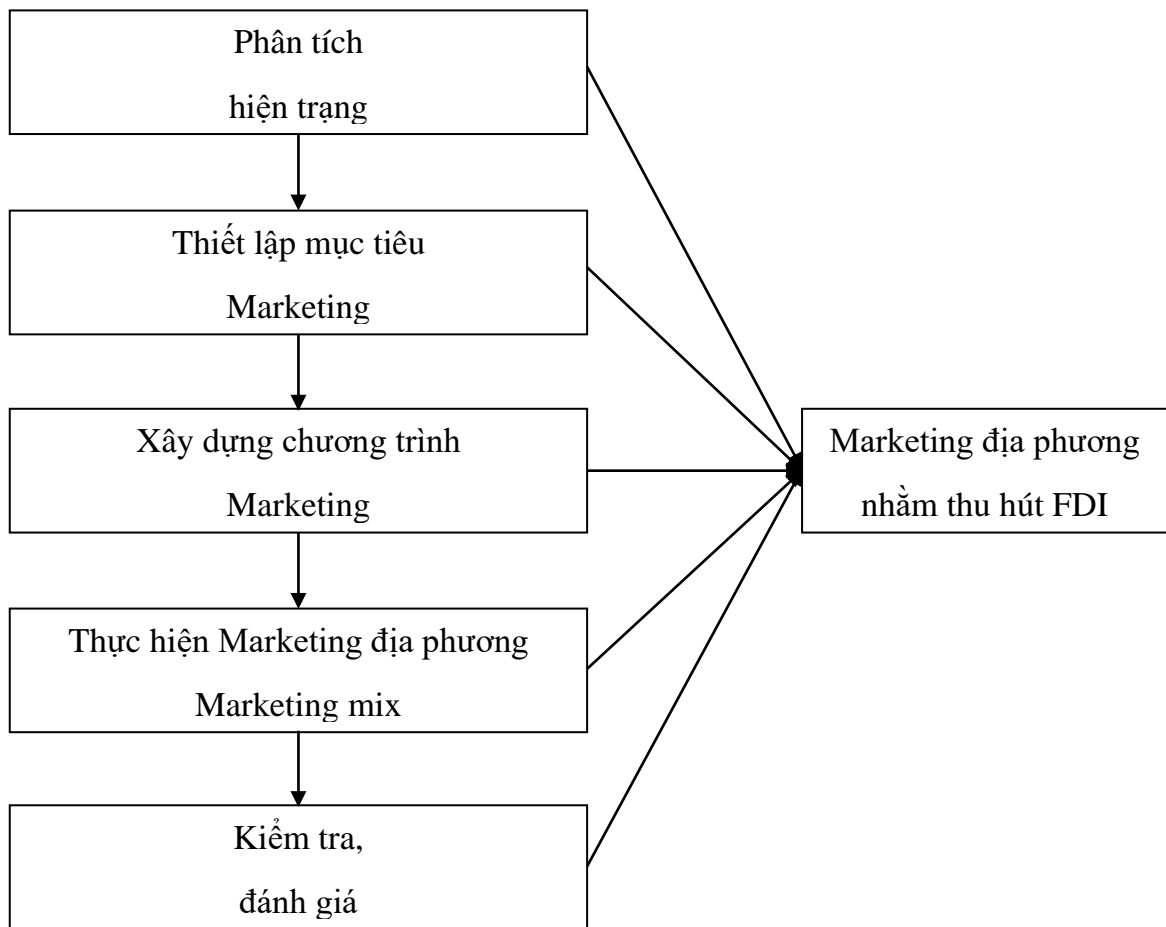 Phân tích
hiện trạng
Thiết lập mục tiêu
Marketing
Xây dựng chương trình
Marketing
Marketing địa phương
nhằm thu hút FDI
Thực hiện Marketing địa phương
Marketing mix
Kiểm tra,
đánh giá